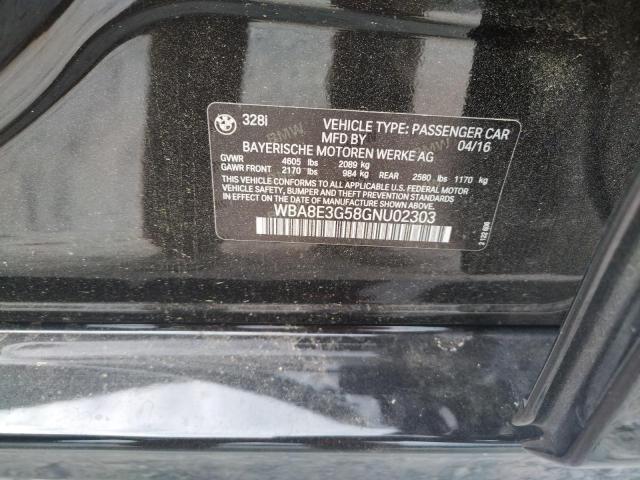 BMW 328i VEHICLE TYPE: PASSENGER CAR
MFD BY 04/16
BAYERISCHE MOTOREN WERKE AG
GVWR 4605 lbs 2089 kg
GAWR FRONT 2170 lbs 984 kg REAR 2580 lbs 1170 kg
THIS VEHICLE CONFORMS TO ALL APPLICABLE U.S. FEDERAL MOTOR
VEHICLE SAFETY, BUMPER AND THEFT PREVENTION STANDARDS IN
EFFECT ON THE DATE OF MANUFACTURE SHOWN ABOVE.
WBA8E3G58GNU02303